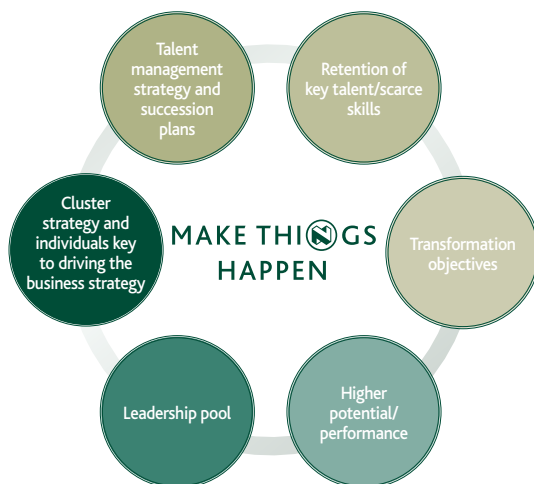 Talent
management
strategy and
succession
plans
Retention of
key talent/scarce
skills
Cluster
strategy and
individuals key
to driving the
business strategy
MAKE THINGS
HAPPEN
Transformation
objectives
Leadership pool
Higher
potential/
performance